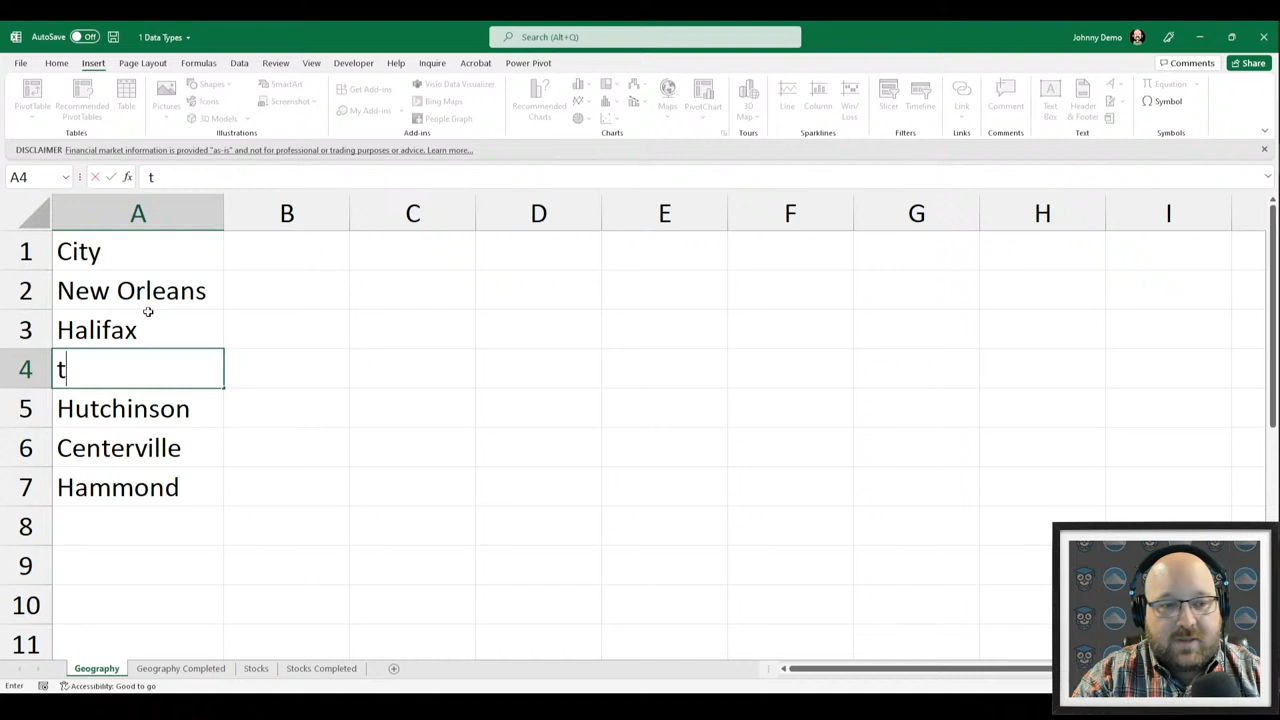 AutoSave Off 1 Data Types Search (Alt+Q) Johnny Demo
File Home Insert Page Layout Formulas Data Review View Developer Help Inquire Acrobat Power Pivot Comments Share
PivotTable Recommended PivotTables Table
Tables
Pictures Shapes Icons 3D Models SmartArt Screenshot
Illustrations
Get Add-ins My Add-ins Visio Data Visualizer Bing Maps People Graph
Add-ins
Recommended Charts Maps PivotChart
Charts
3D Map
Tours
Line Column Win/Loss
Sparklines
Slicer Timeline
Filters
Link
Links
Comment
Comments
Text Box Header & Footer
Text
Equation Symbol
Symbols
DISCLAIMER Financial market information is provided "as-is" and not for professional or trading purposes or advice. Learn more...
A4 fx t
A B C D E F G H I
1 City
2 New Orleans
3 Halifax
4 t
5 Hutchinson
6 Centerville
7 Hammond
8
9
10
11
Geography Geography Completed Stocks Stocks Completed
Enter Accessibility: Good to go